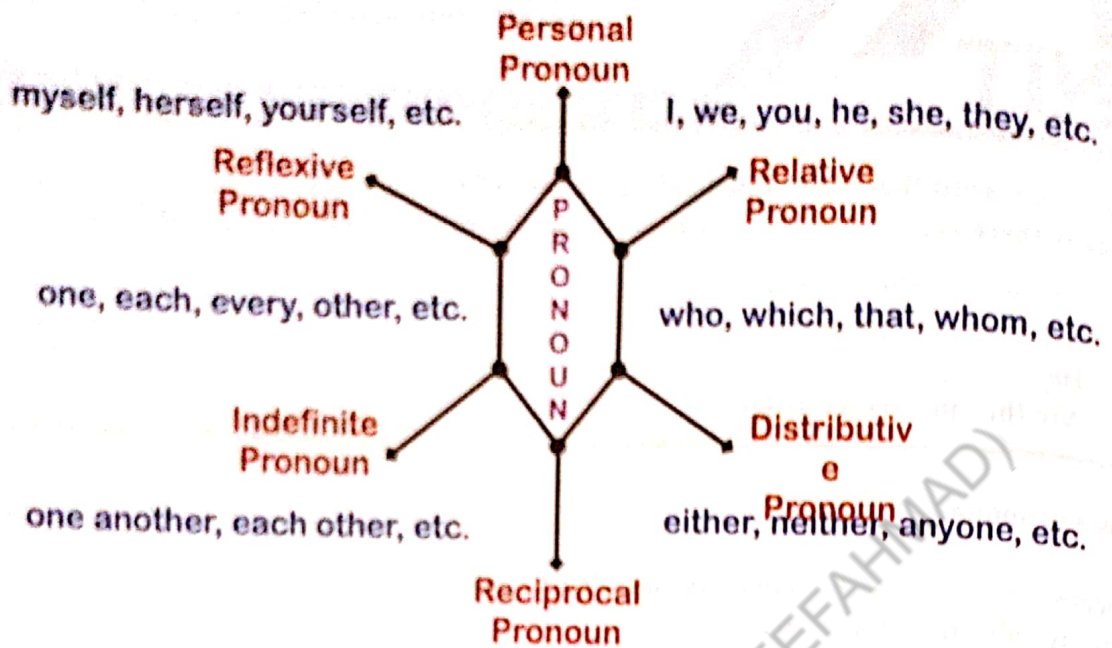 Personal
Pronoun
myself, herself, yourself, etc.
I, we, you, he, she, they, etc.
Reflexive
Pronoun
Relative
Pronoun
PRONOUN
one, each, every, other, etc.
who, which, that, whom, etc.
Indefinite
Pronoun
Distributiv
e
Pronoun
one another, each other, etc.
either, neither, anyone, etc.
Reciprocal
Pronoun